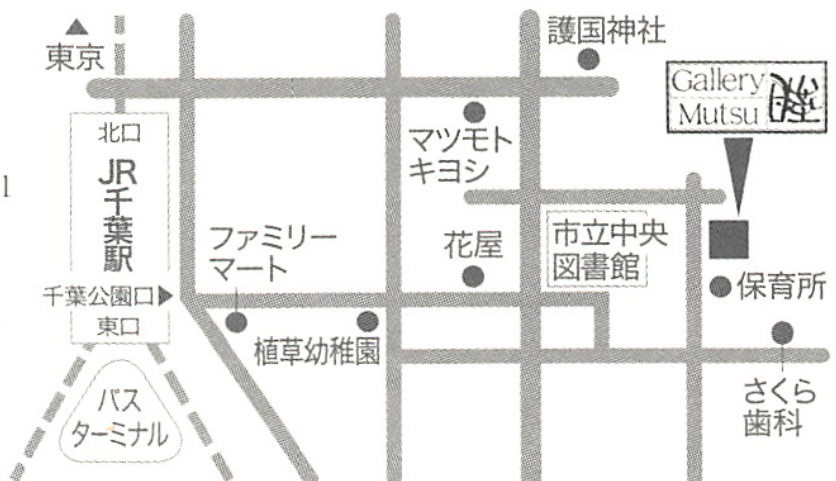 ▲
東京
護国神社
Gallery
Mutsu
北口
マツモト
キヨシ
JR
千葉駅
1
ファミリー
マート
花屋
市立中央
図書館
千葉公園口▶
保育所
東口
植草幼稚園
バス
ターミナル
さくら
歯科